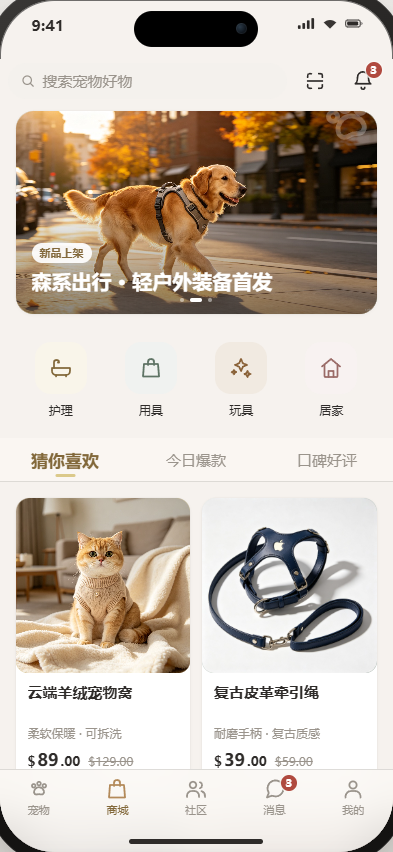 9:41
搜索宠物好物
3
新品上架
森系出行·轻户外装备首发
护理 用具 玩具 居家
猜你喜欢 今日爆款 口碑好评
云端羊绒宠物窝
柔软保暖 · 可拆洗
$89.00 $129.00
复古皮革牵引绳
耐磨手柄 · 复古质感
$39.00 $59.00
3
宠物 商城 社区 消息 我的